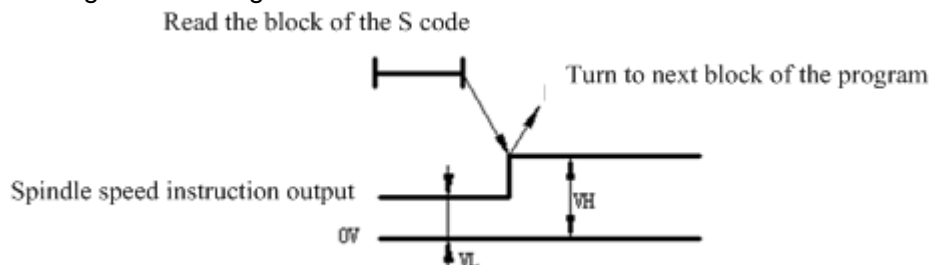 Read the block of the S code
Turn to next block of the program
Spindle speed instruction output
VH
0V
VL